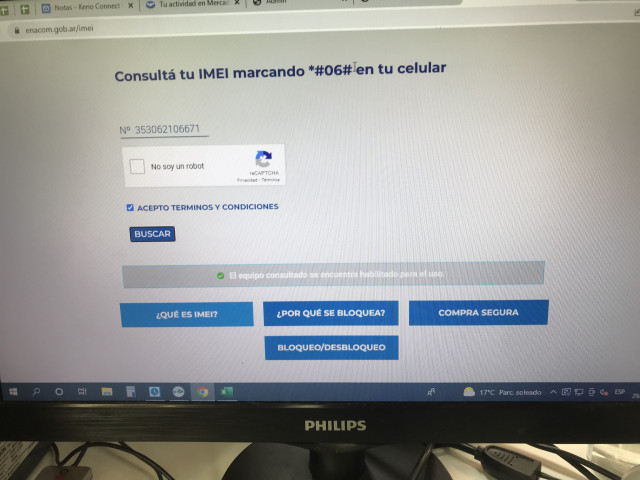 Notas - Kerio Connect
Tu actividad en Merca
Admin
enacom.gob.ar/imei
Consultá tu IMEI marcando *#06# en tu celular
Nº 353062106671
No soy un robot
reCAPTCHA
Privacidad - Términos
ACEPTO TERMINOS Y CONDICIONES
BUSCAR
El equipo consultado se encuentra habilitado para el uso.
¿QUÉ ES IMEI?
¿POR QUÉ SE BLOQUEA?
COMPRA SEGURA
BLOQUEO/DESBLOQUEO
17°C Parc. soleado
ESP
PHILIPS